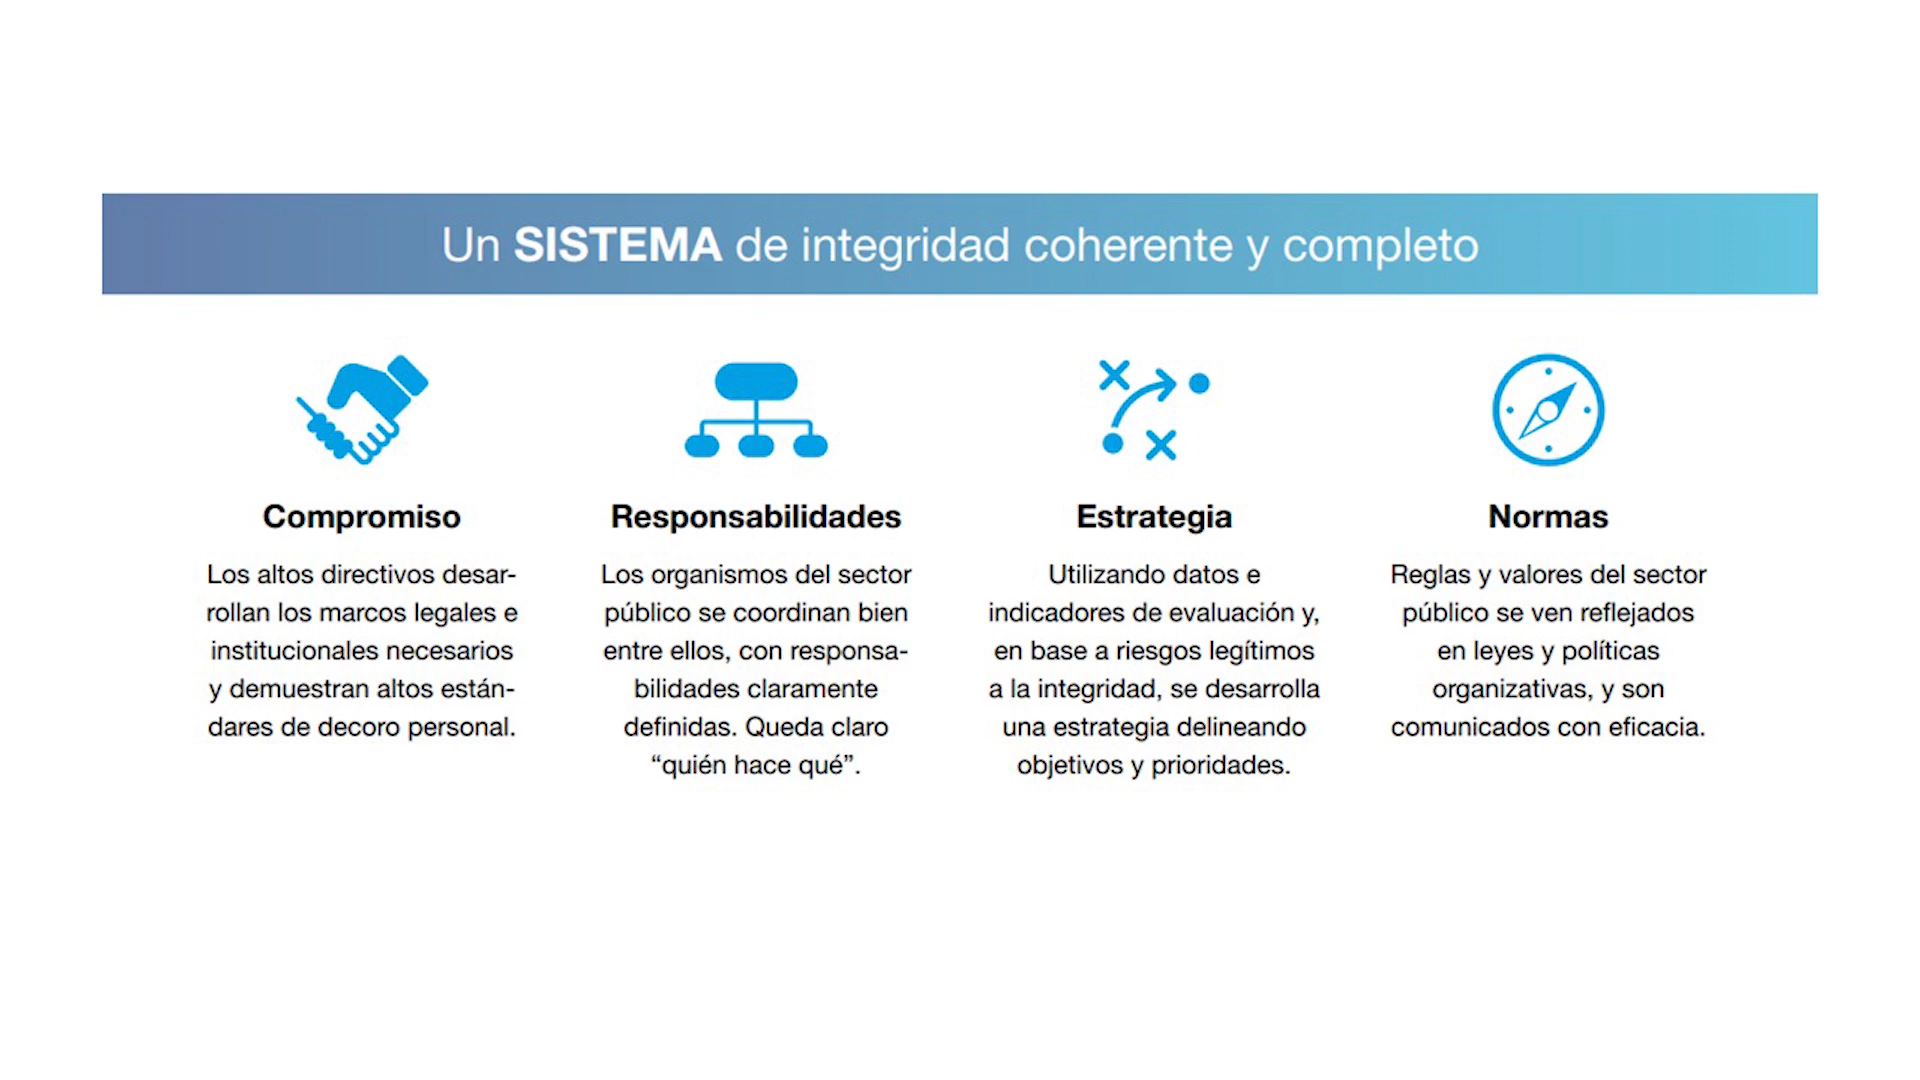 Un SISTEMA de integridad coherente y completo
Compromiso
Los altos directivos desar-
rollan los marcos legales e
institucionales necesarios
y demuestran altos están-
dares de decoro personal.
Responsabilidades
Los organismos del sector
público se coordinan bien
entre ellos, con responsa-
bilidades claramente
definidas. Queda claro
“quién hace qué”.
Estrategia
Utilizando datos e
indicadores de evaluación y,
en base a riesgos legítimos
a la integridad, se desarrolla
una estrategia delineando
objetivos y prioridades.
Normas
Reglas y valores del sector
público se ven reflejados
en leyes y políticas
organizativas, y son
comunicados con eficacia.